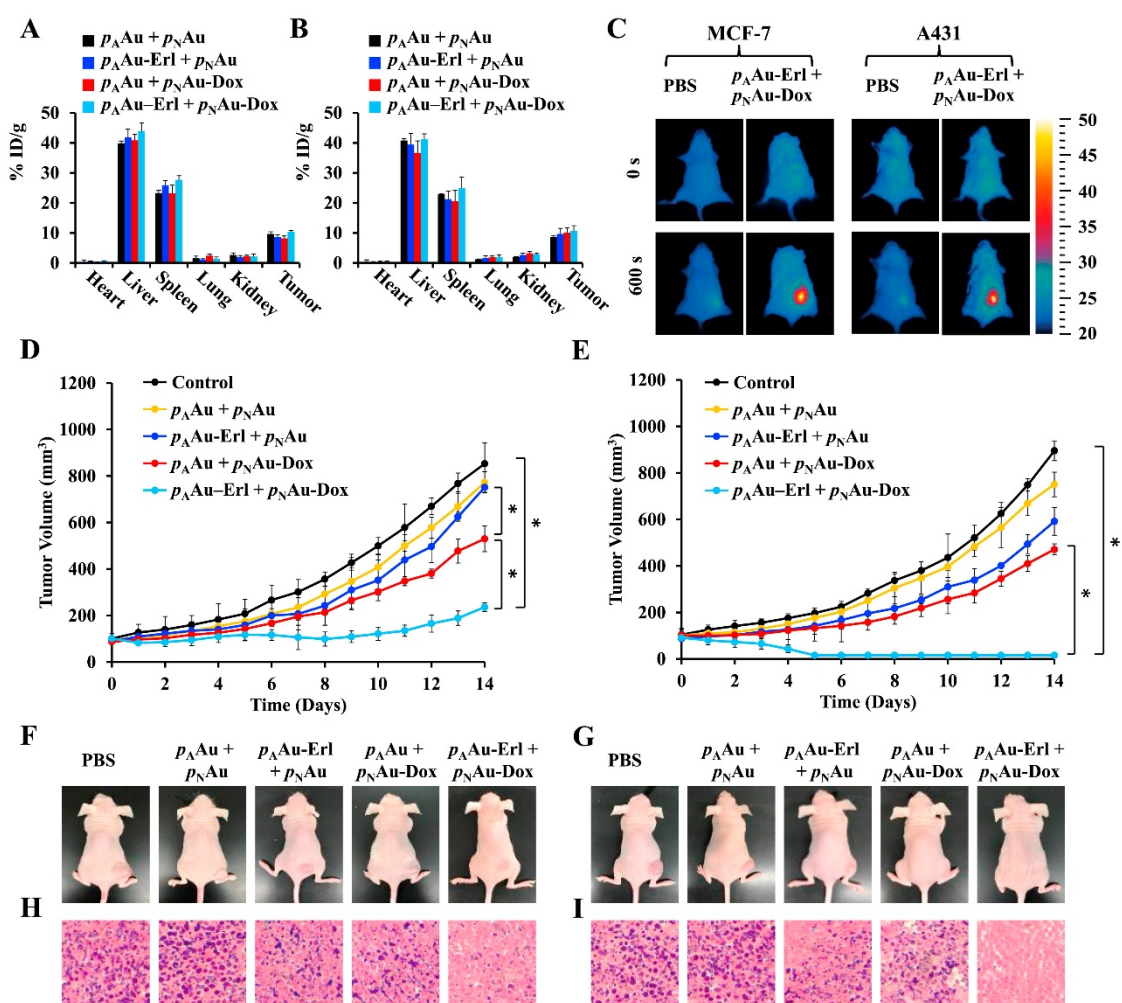 A
pAAu + pNAu
pAAu-Erl + pNAu
pAAu + pNAu-Dox
pAAu–Erl + pNAu-Dox
% ID/g
50
40
30
20
10
0
Heart
Liver
Spleen
Lung
Kidney
Tumor
B
pAAu + pNAu
pAAu-Erl + pNAu
pAAu + pNAu-Dox
pAAu–Erl + pNAu-Dox
% ID/g
50
40
30
20
10
0
Heart
Liver
Spleen
Lung
Kidney
Tumor
C
MCF-7
A431
PBS
pAAu-Erl +
pNAu-Dox
PBS
pAAu-Erl +
pNAu-Dox
0 s
600 s
50
45
40
35
30
25
20
D
Control
pAAu + pNAu
pAAu-Erl + pNAu
pAAu + pNAu-Dox
pAAu–Erl + pNAu-Dox
Tumor Volume (mm³)
1200
1000
800
600
400
200
0
0 2 4 6 8 10 12 14
Time (Days)
*
*
*
E
Control
pAAu + pNAu
pAAu-Erl + pNAu
pAAu + pNAu-Dox
pAAu–Erl + pNAu-Dox
Tumor Volume (mm³)
1200
1000
800
600
400
200
0
0 2 4 6 8 10 12 14
Time (Days)
*
*
F
PBS
pAAu +
pNAu
pAAu-Erl
+ pNAu
pAAu +
pNAu-Dox
pAAu-Erl +
pNAu-Dox
G
PBS
pAAu +
pNAu
pAAu-Erl
+ pNAu
pAAu +
pNAu-Dox
pAAu-Erl +
pNAu-Dox
H
I